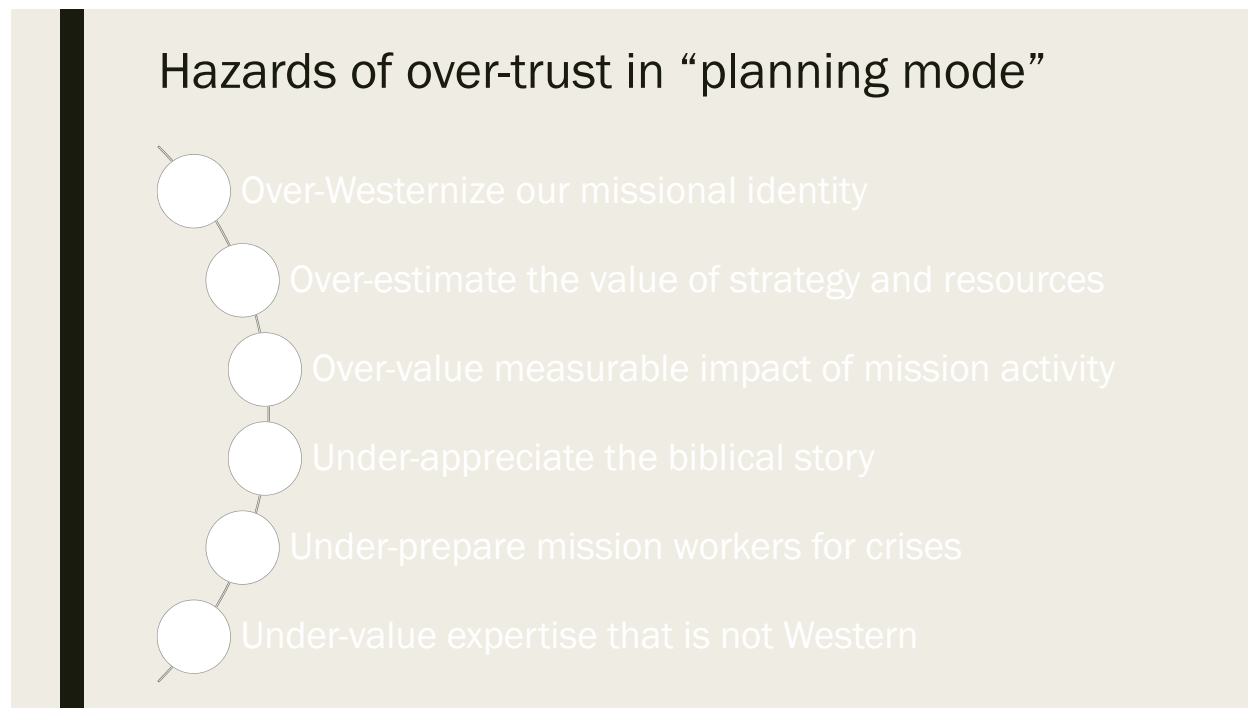 Hazards of over-trust in “planning mode”
Over-Westernize our missional identity
Over-estimate the value of strategy and resources
Over-value measurable impact of mission activity
Under-appreciate the biblical story
Under-prepare mission workers for crises
Under-value expertise that is not Western